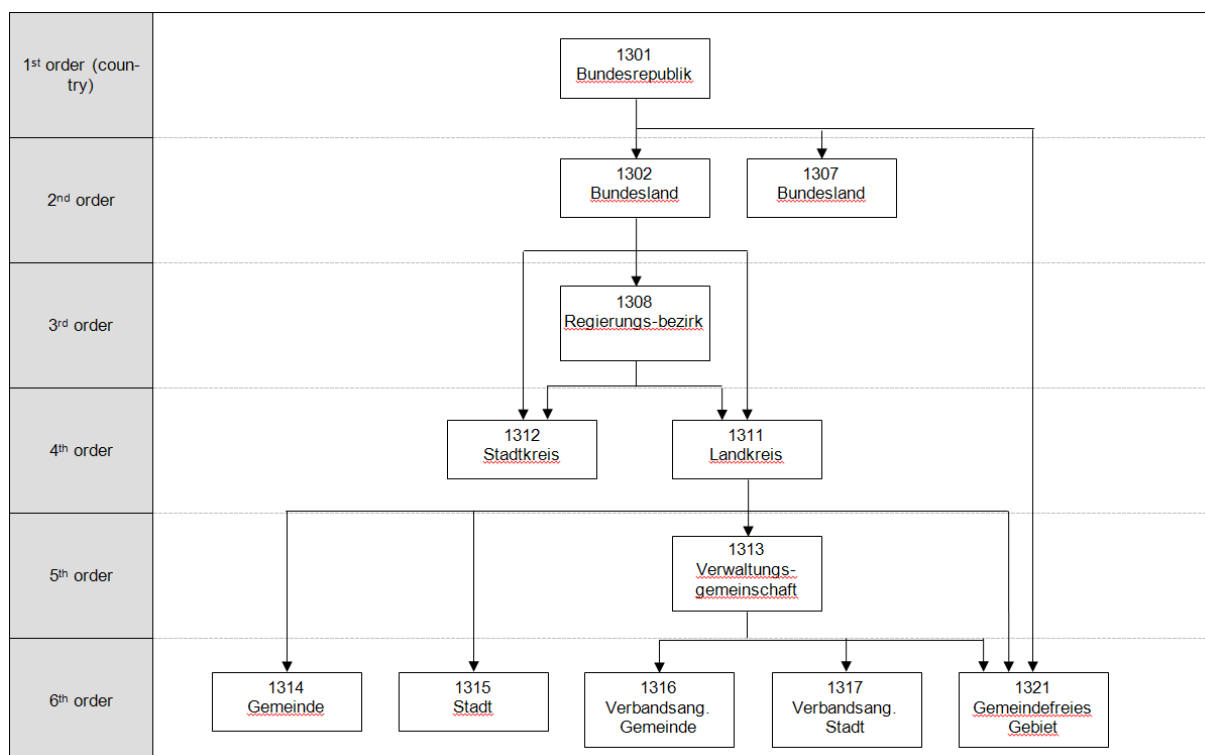 1st order (coun-
try)
1301
Bundesrepublik
2nd order
1302
Bundesland
1307
Bundesland
3rd order
1308
Regierungs-bezirk
4th order
1312
Stadtkreis
1311
Landkreis
5th order
1313
Verwaltungs-
gemeinschaft
6th order
1314
Gemeinde
1315
Stadt
1316
Verbandsang.
Gemeinde
1317
Verbandsang.
Stadt
1321
Gemeindefreies
Gebiet